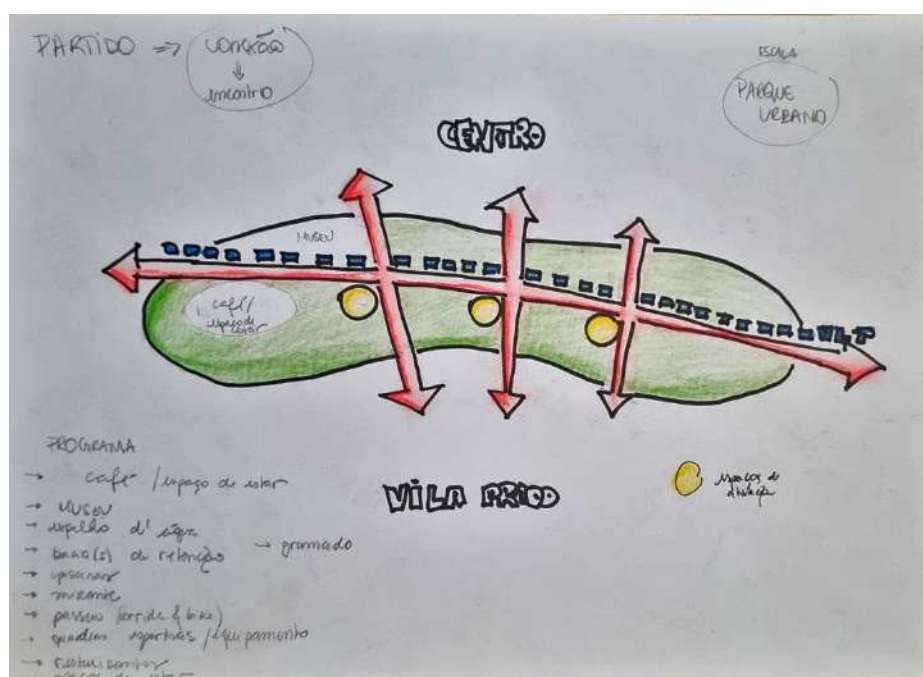 PARTIDO ⇒ conexão
↓
encontro
ESCALA
PARQUE
URBANO
CENTRO
MUSEU
café/
espaço de
estar
PROGRAMA
→ café / espaço de estar
→ MUSEU
→ espelho d'água
→ bacia(s) de retenção → gramado
→ mirante
→ passeio (corrida & bike)
→ quadras esportivas / equipamento
VILA PRICO
espaços de